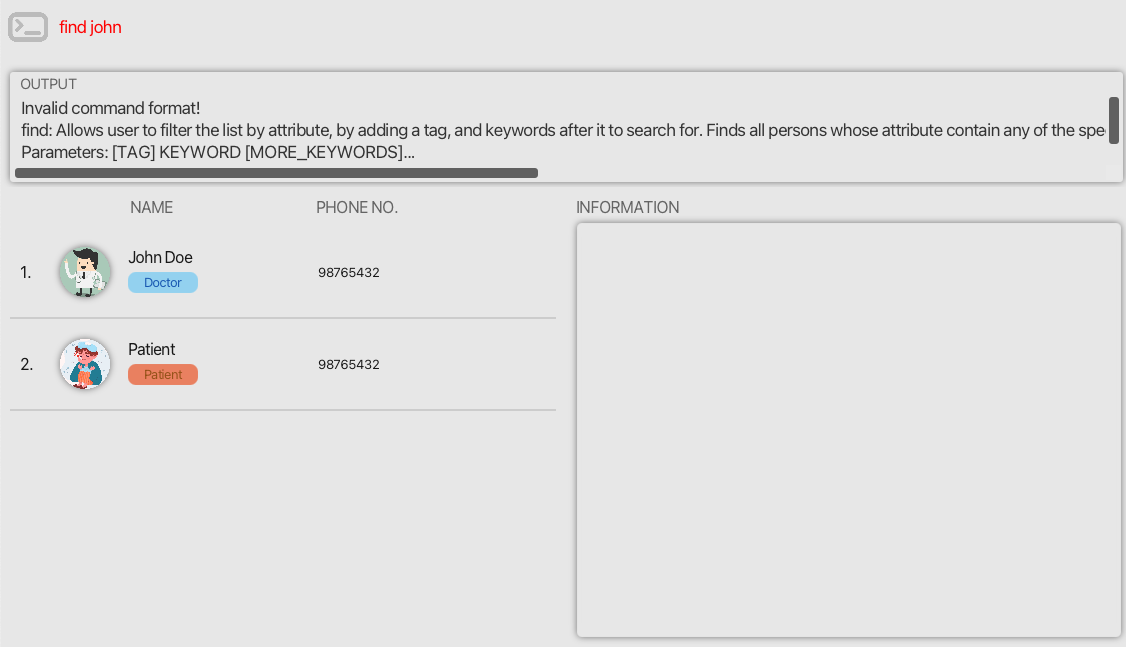 find john
OUTPUT
Invalid command format!
find: Allows user to filter the list by attribute, by adding a tag, and keywords after it to search for. Finds all persons whose attribute contain any of the
Parameters: [TAG] KEYWORD [MORE_KEYWORDS]...
NAME PHONE NO. INFORMATION
1. John Doe 98765432
Doctor
2. Patient 98765432
Patient